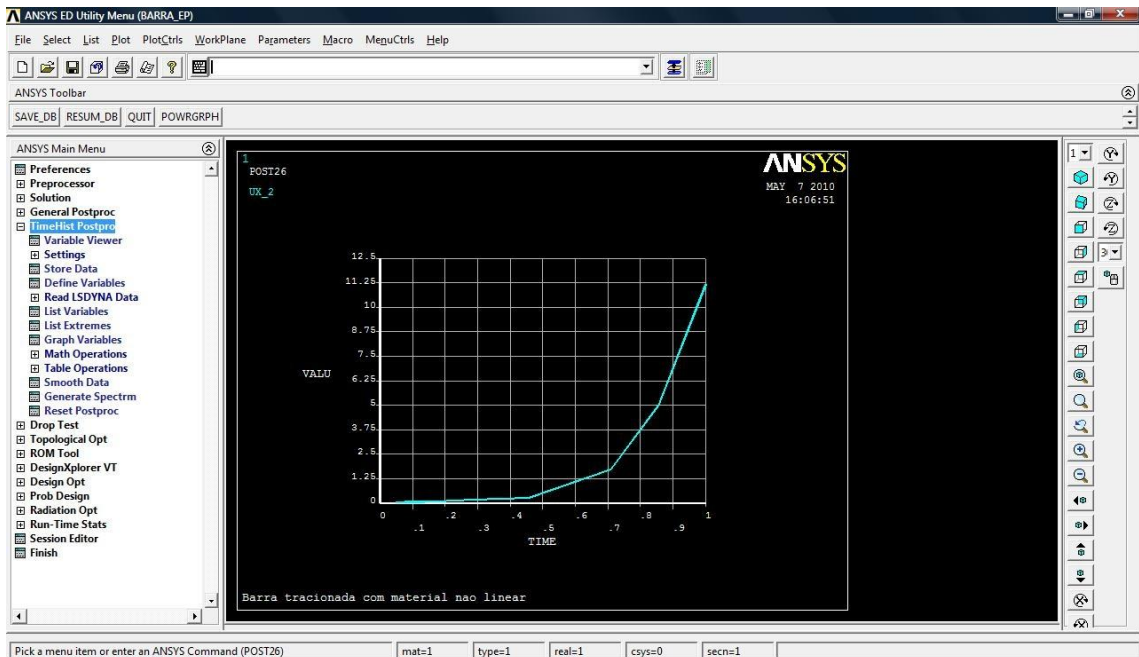 ANSYS ED Utility Menu (BARRA_EP)
File Select List Plot PlotCtrls WorkPlane Parameters Macro MenuCtrls Help
ANSYS Toolbar
SAVE_DB RESUM_DB QUIT POWRGRPH
ANSYS Main Menu
Preferences
Preprocessor
Solution
General Postproc
TimeHist Postpro
Variable Viewer
Settings
Store Data
Define Variables
Read LSDYNA Data
List Variables
List Extremes
Graph Variables
Math Operations
Table Operations
Smooth Data
Generate Spectrm
Reset Postproc
Drop Test
Topological Opt
ROM Tool
DesignXplorer VT
Design Opt
Prob Design
Radiation Opt
Run-Time Stats
Session Editor
Finish
1
POST26
UX_2
ANSYS
MAY 7 2010
16:06:51
12.5
11.25
10
8.75
7.5
VALU
6.25
5
3.75
2.5
1.25
0
0 .2 .4 .6 .8 1
.1 .3 .5 .7 .9
TIME
Barra tracionada com material nao linear
1
Pick a menu item or enter an ANSYS Command (POST26) mat=1 type=1 real=1 csys=0 secn=1